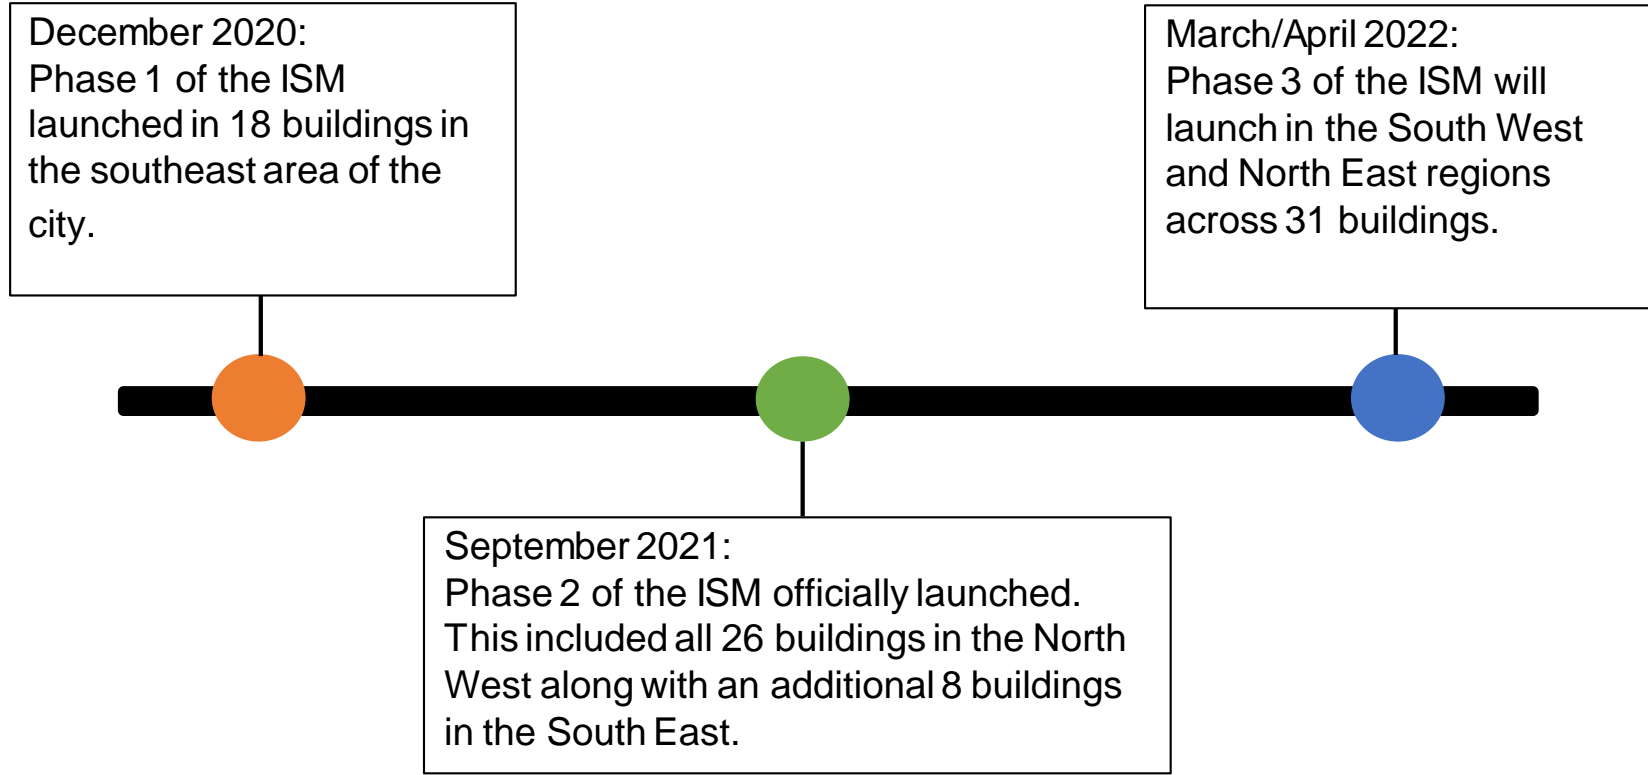 December 2020:
Phase 1 of the ISM
launched in 18 buildings in
the southeast area of the
city.
September 2021:
Phase 2 of the ISM officially launched.
This included all 26 buildings in the North
West along with an additional 8 buildings
in the South East.
March/April 2022:
Phase 3 of the ISM will
launch in the South West
and North East regions
across 31 buildings.